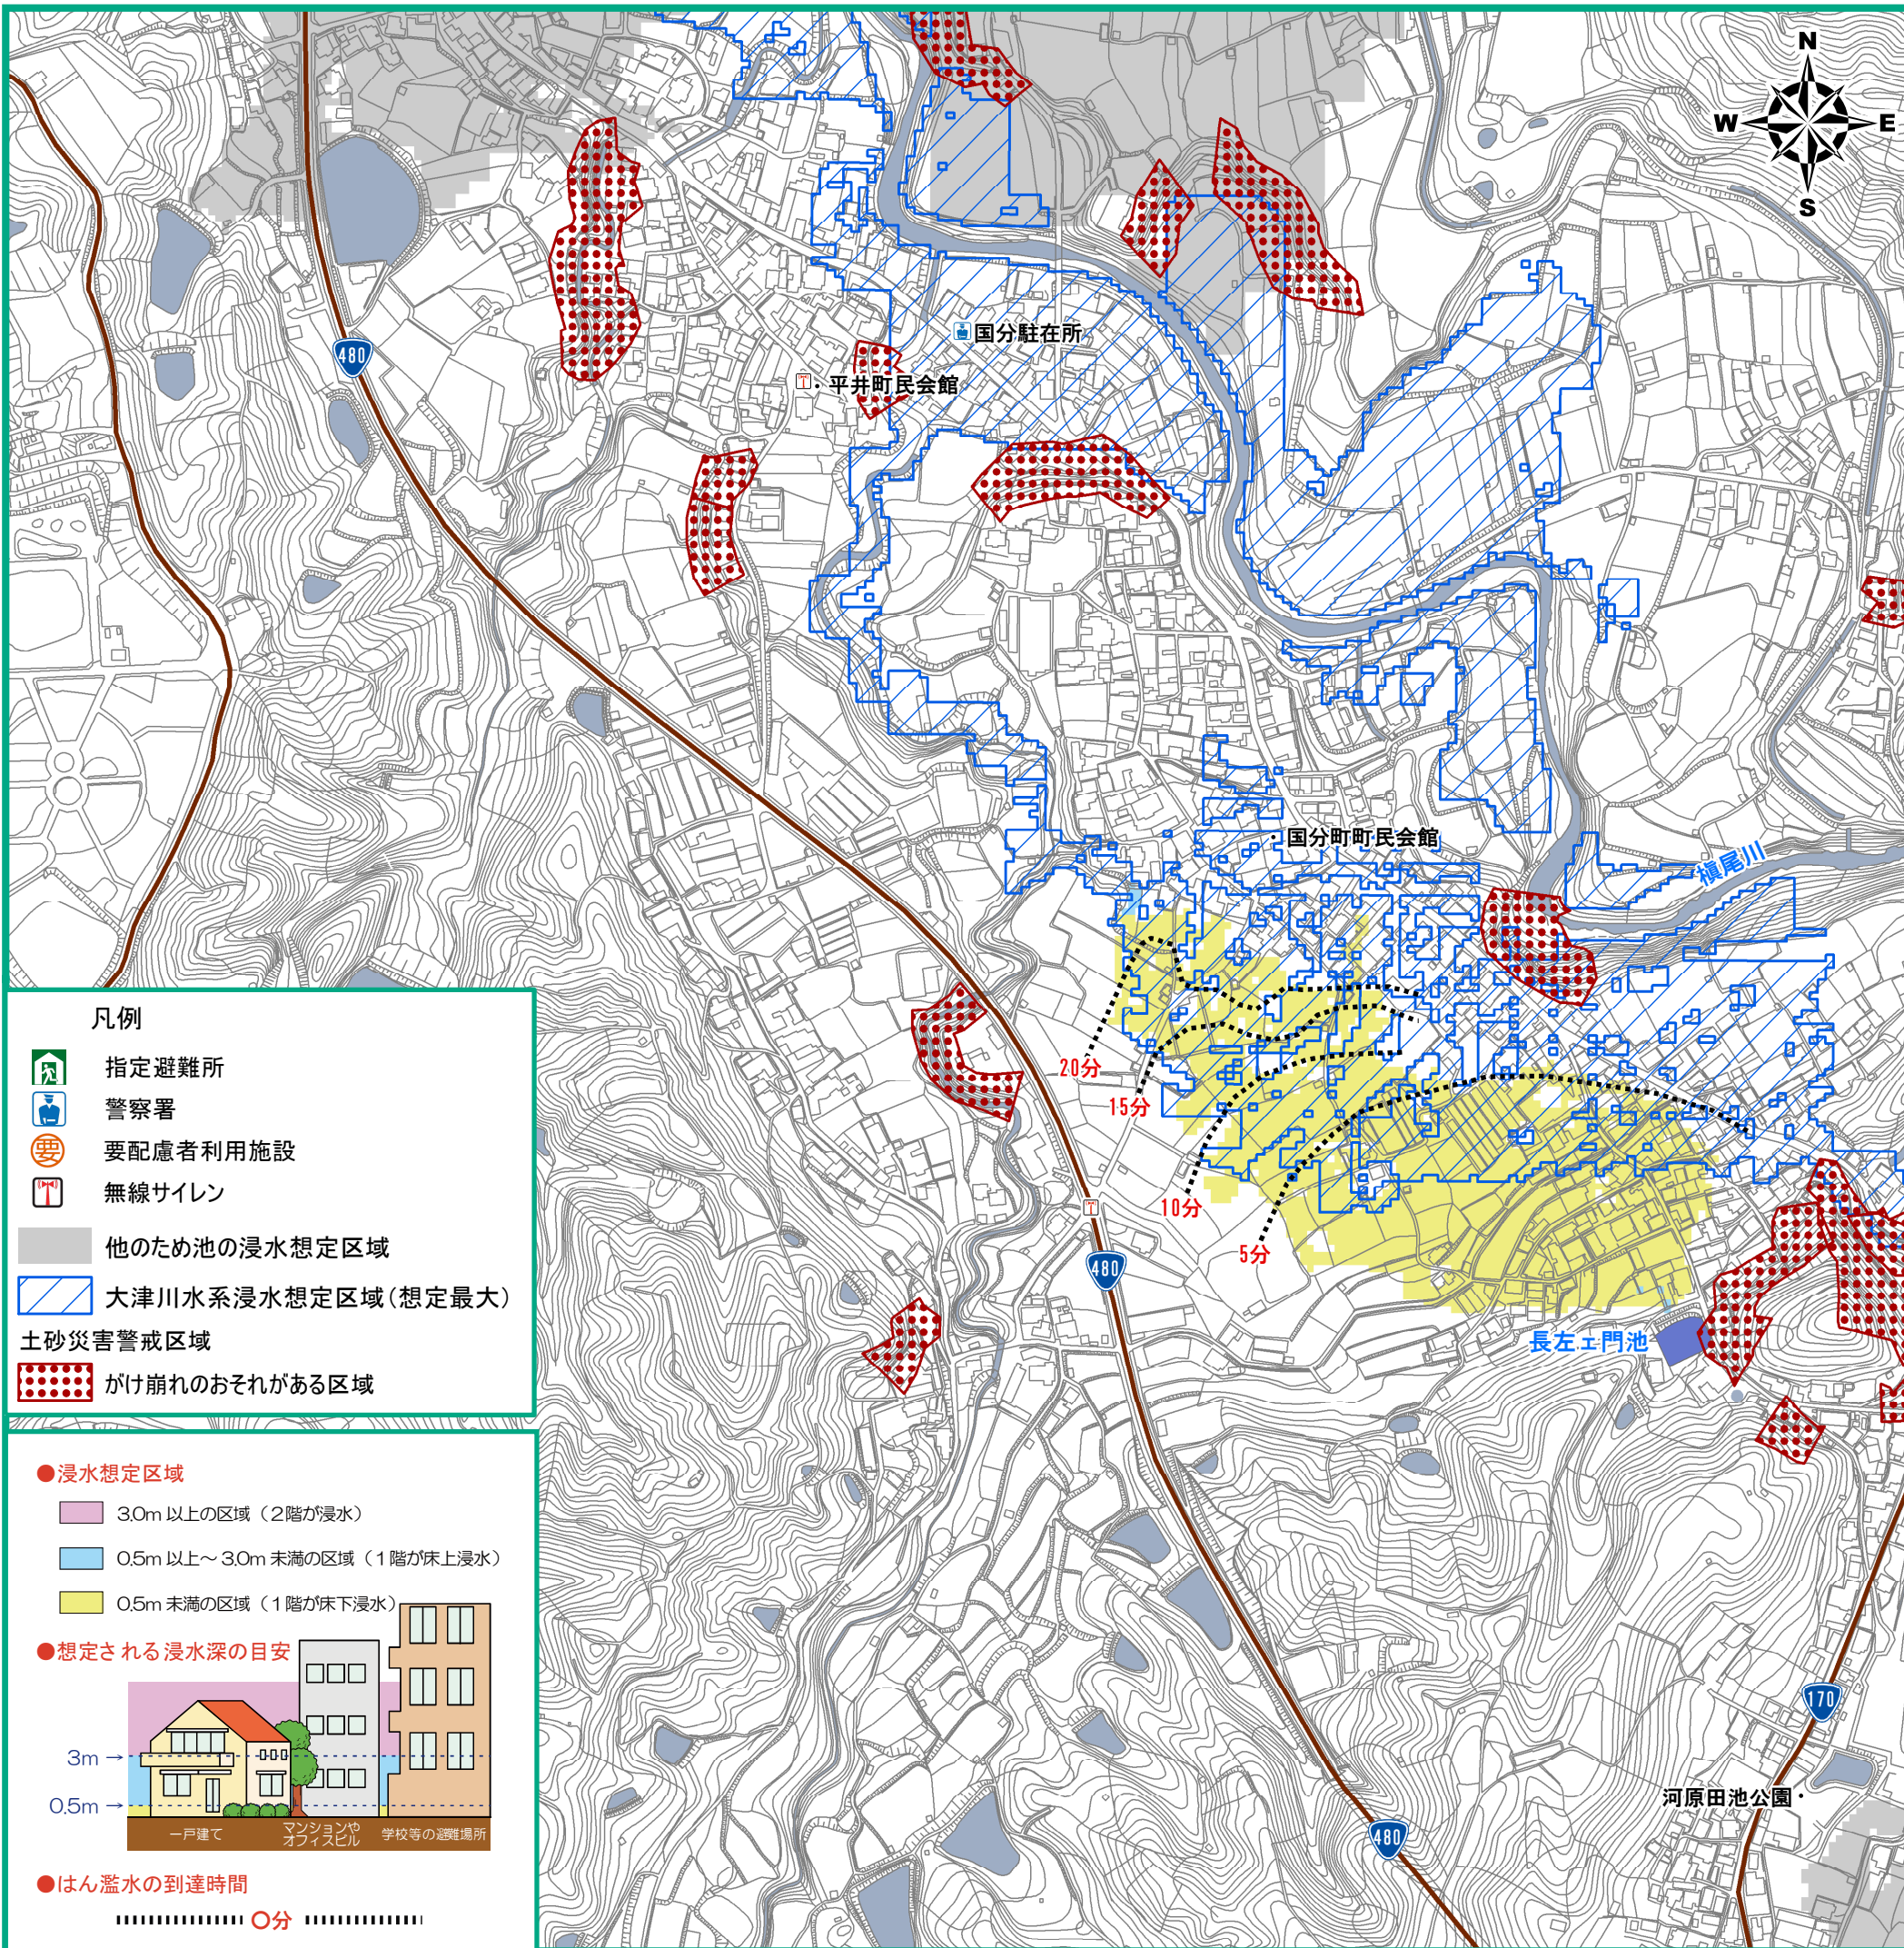 N
W E
S
480
国分駐在所
・平井町民会館
・国分町町民会館
槇尾川
20分
15分
10分
5分
480
長左エ門池
170
河原田池公園・
480
凡例
指定避難所
警察署
要 要配慮者利用施設
無線サイレン
他のため池の浸水想定区域
大津川水系浸水想定区域(想定最大)
土砂災害警戒区域
がけ崩れのおそれがある区域
●浸水想定区域
3.0m 以上の区域(2階が浸水)
0.5m 以上～3.0m 未満の区域(1階が床上浸水)
0.5m 未満の区域(1階が床下浸水)
●想定される浸水深の目安
3m→
0.5m→
一戸建て
マンションや
オフィスビル
学校等の避難場所
●はん濫水の到達時間
〇分